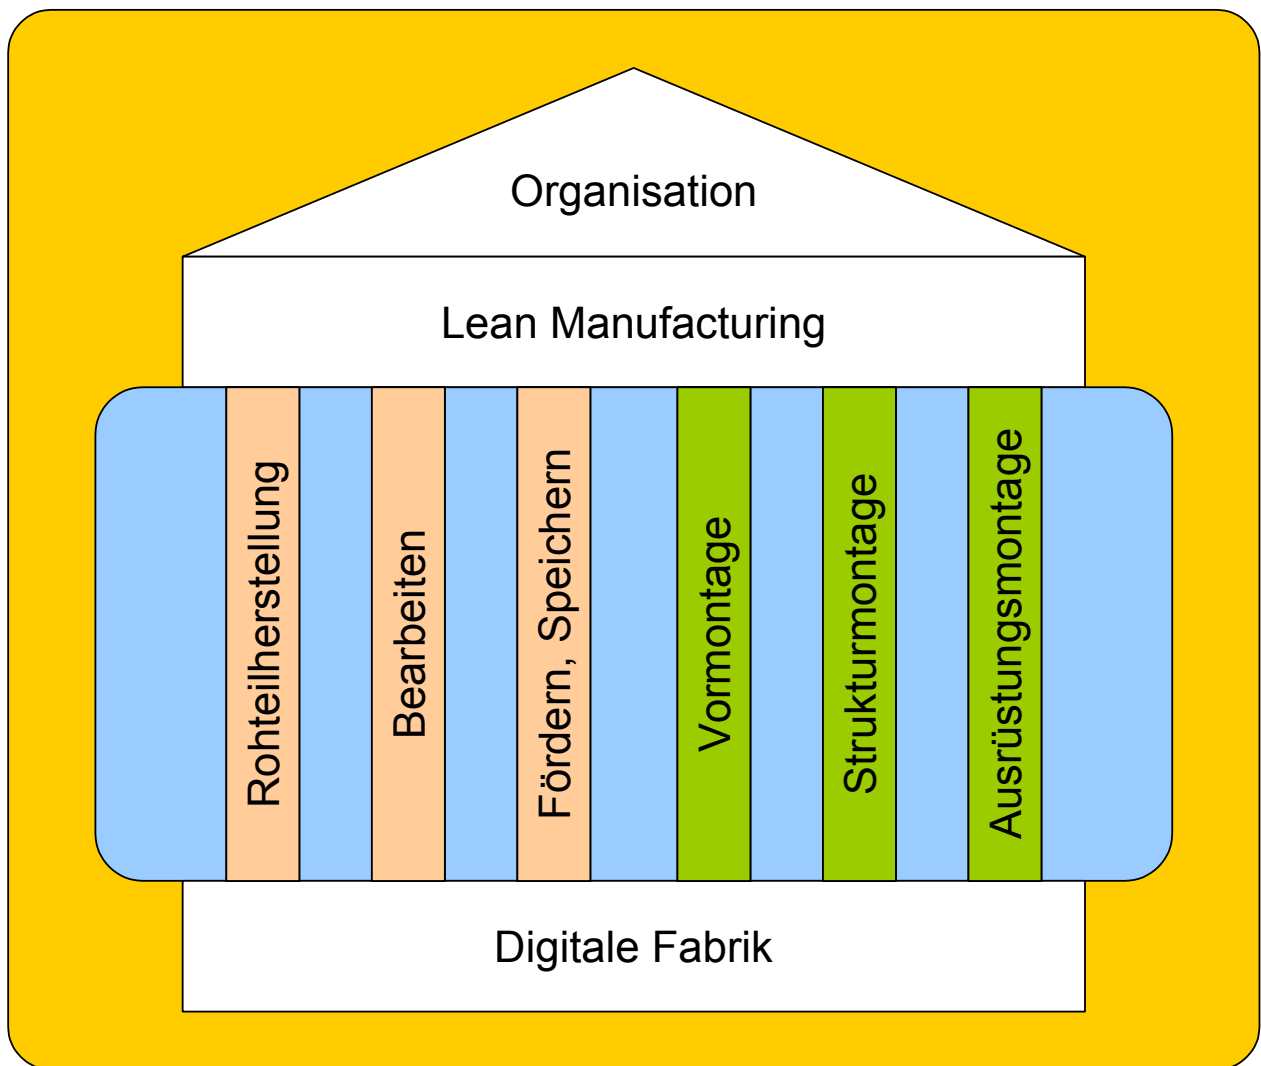 Organisation
Lean Manufacturing
Rohteilherstellung
Bearbeiten
Fördern, Speichern
Vormontage
Strukturmontage
Ausrüstungsmontage
Digitale Fabrik